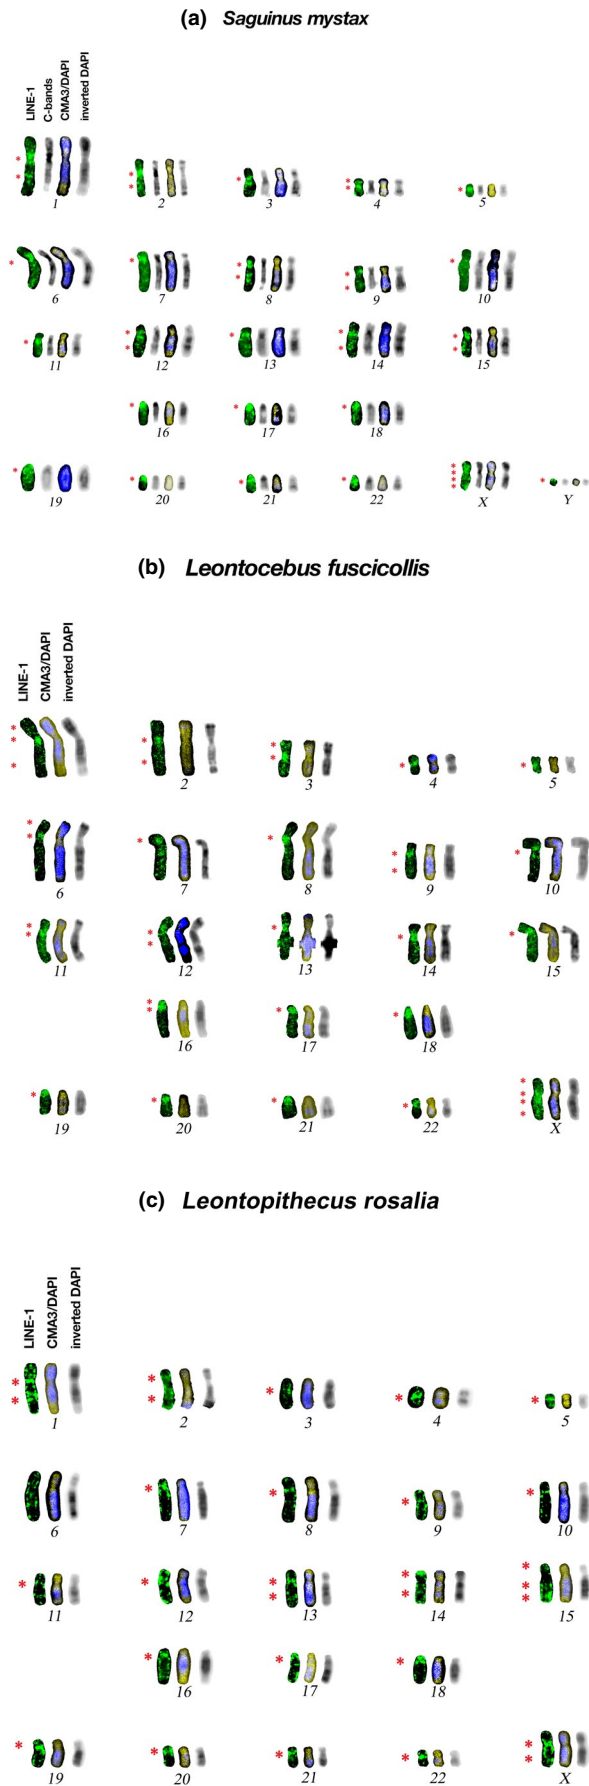 (a) Saguinus mystax
LINE-1
C-bands
CMA3/DAPI
inverted DAPI
* * * * * * * * *
1 2 3 4 5
* * * * * * *
6 7 8 9 10
* * * * * * * *
11 12 13 14 15
* * *
16 17 18
* * * * * * * * *
19 20 21 22 X Y
(b) Leontocebus fuscicollis
LINE-1
CMA3/DAPI
inverted DAPI
* * * * * * * * *
2 3 4 5
* * * * * * *
6 7 8 9 10
* * * * * * *
11 12 13 14 15
* * * *
16 17 18
* * * * * * * *
19 20 21 22 X
(c) Leontopithecus rosalia
LINE-1
CMA3/DAPI
inverted DAPI
* * * * * * *
1 2 3 4 5
* * * *
6 7 8 9 10
* * * * * * * * *
11 12 13 14 15
* * *
16 17 18
* * * * * *
19 20 21 22 X